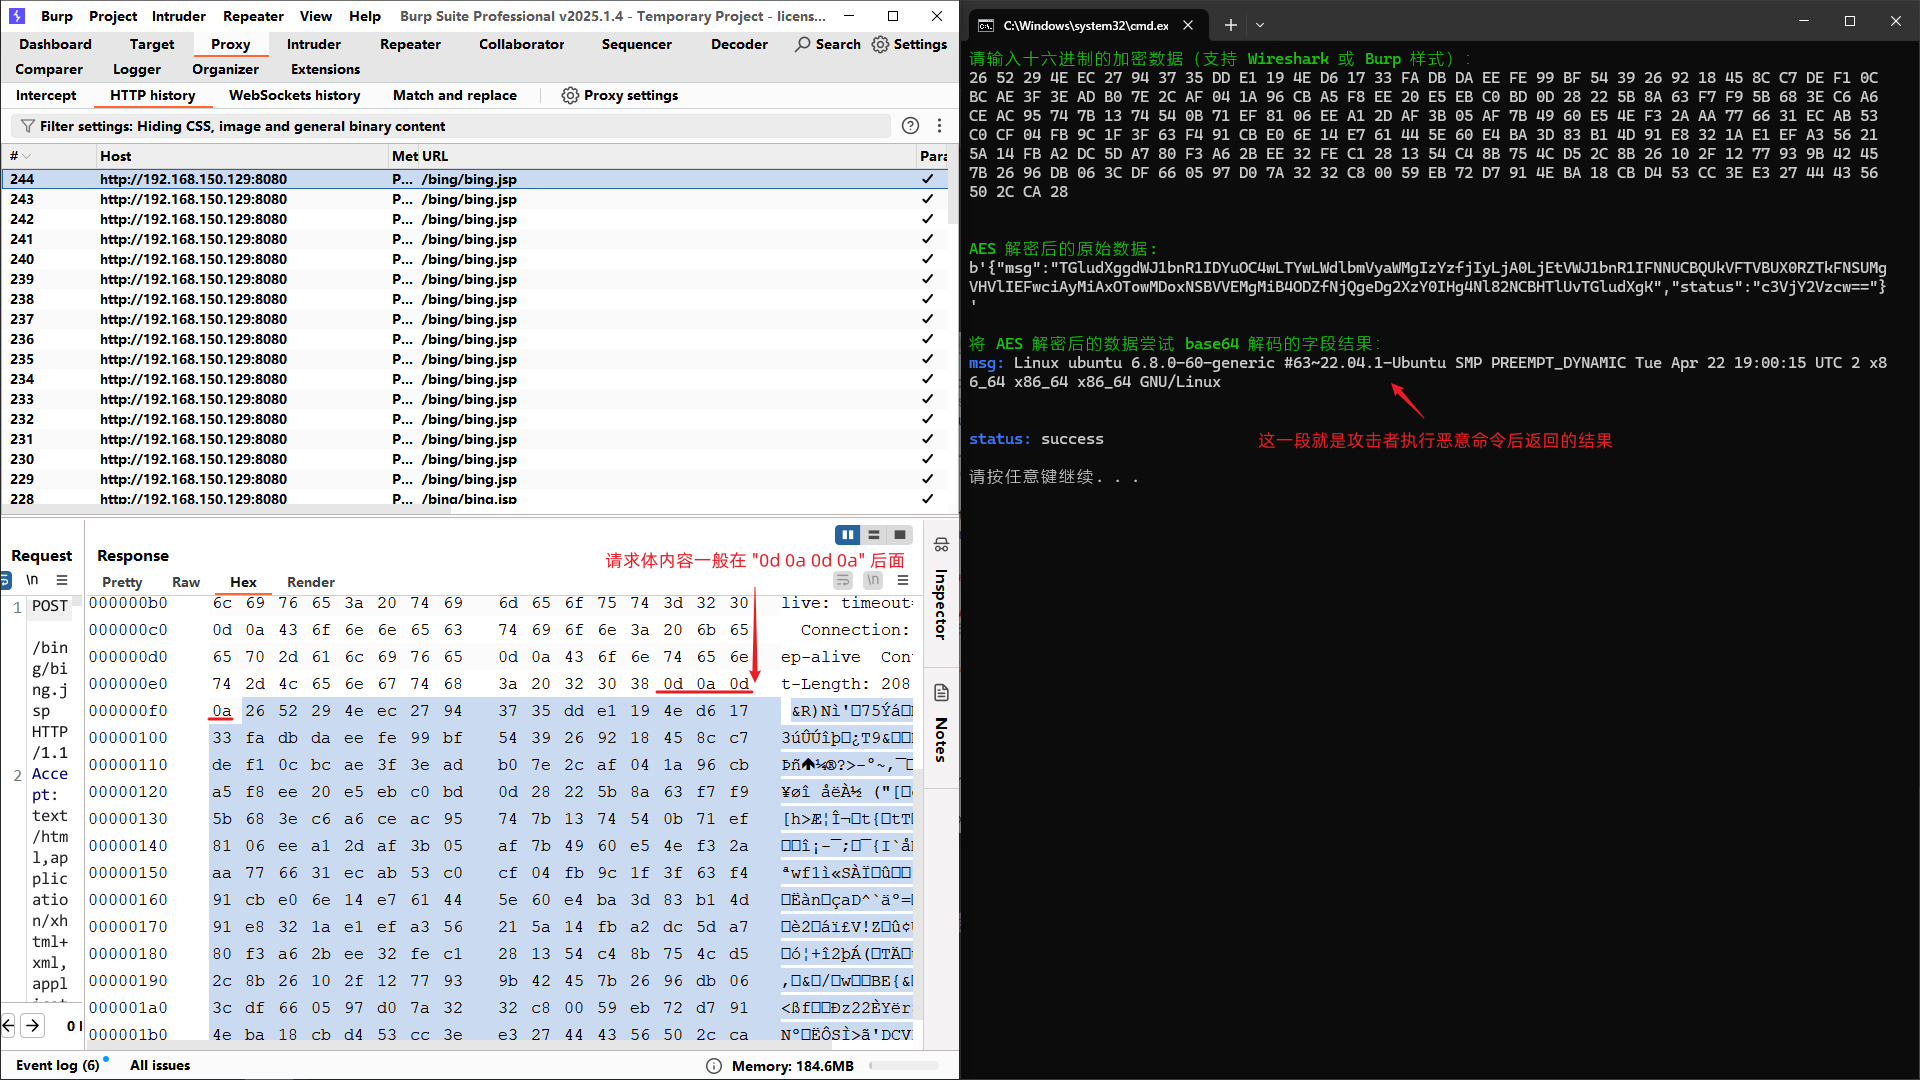 Burp Project Intruder Repeater View Help Burp Suite Professional v2025.1.4 - Temporary Project - licens...
Dashboard Target Proxy Intruder Repeater Collaborator Sequencer Decoder Search Settings
Comparer Logger Organizer Extensions
Intercept HTTP history WebSockets history Match and replace Proxy settings
Filter settings: Hiding CSS, image and general binary content
# Host Met URL Para
244 http://192.168.150.129:8080 P... /bing/bing.jsp ✓
243 http://192.168.150.129:8080 P... /bing/bing.jsp ✓
242 http://192.168.150.129:8080 P... /bing/bing.jsp ✓
241 http://192.168.150.129:8080 P... /bing/bing.jsp ✓
240 http://192.168.150.129:8080 P... /bing/bing.jsp ✓
239 http://192.168.150.129:8080 P... /bing/bing.jsp ✓
238 http://192.168.150.129:8080 P... /bing/bing.jsp ✓
237 http://192.168.150.129:8080 P... /bing/bing.jsp ✓
236 http://192.168.150.129:8080 P... /bing/bing.jsp ✓
235 http://192.168.150.129:8080 P... /bing/bing.jsp ✓
234 http://192.168.150.129:8080 P... /bing/bing.jsp ✓
233 http://192.168.150.129:8080 P... /bing/bing.jsp ✓
232 http://192.168.150.129:8080 P... /bing/bing.jsp ✓
231 http://192.168.150.129:8080 P... /bing/bing.jsp ✓
230 http://192.168.150.129:8080 P... /bing/bing.jsp ✓
229 http://192.168.150.129:8080 P... /bing/bing.jsp ✓
228 http://192.168.150.129:8080 P... /bing/bing.jsp ✓
Request
\n
1 POST
/bin
g/bi
ng.j
sp
HTTP
/1.1
2 Acce
pt:
text
/htm
l,ap
plic
atio
n/xh
tml+
xml,
appl
Response
请求体内容一般在 "0d 0a 0d 0a" 后面
Pretty Raw Hex Render \n
000000b0 6c 69 76 65 3a 20 74 69 6d 65 6f 75 74 3d 32 30 live: timeout=
000000c0 0d 0a 43 6f 6e 6e 65 63 74 69 6f 6e 3a 20 6b 65 Connection:
000000d0 65 70 2d 61 6c 69 76 65 0d 0a 43 6f 6e 74 65 6e ep-alive Con
000000e0 74 2d 4c 65 6e 67 74 68 3a 20 32 30 38 0d 0a 0d t-Length: 208
000000f0 0a 26 52 29 4e ec 27 94 37 35 dd e1 19 4e d6 17
00000100 33 fa db da ee fe 99 bf 54 39 26 92 18 45 8c c7
00000110 de f1 0c bc ae 3f 3e ad b0 7e 2c af 04 1a 96 cb
00000120 a5 f8 ee 20 e5 eb c0 bd 0d 28 22 5b 8a 63 f7 f9
00000130 5b 68 3e c6 a6 ce ac 95 74 7b 13 74 54 0b 71 ef
00000140 81 06 ee a1 2d af 3b 05 af 7b 49 60 e5 4e f3 2a
00000150 aa 77 66 31 ec ab 53 c0 cf 04 fb 9c 1f 3f 63 f4
00000160 91 cb e0 6e 14 e7 61 44 5e 60 e4 ba 3d 83 b1 4d
00000170 91 e8 32 1a e1 ef a3 56 21 5a 14 fb a2 dc 5d a7
00000180 80 f3 a6 2b ee 32 fe c1 28 13 54 c4 8b 75 4c d5
00000190 2c 8b 26 10 2f 12 77 93 9b 42 45 7b 26 96 db 06
000001a0 3c df 66 05 97 d0 7a 32 32 c8 00 59 eb 72 d7 91
000001b0 4e ba 18 cb d4 53 cc 3e e3 27 44 43 56 50 2c ca
Inspector
Notes
Event log (6) All issues Memory: 184.6MB
C:\Windows\system32\cmd.ex
请输入十六进制的加密数据 (支持 Wireshark 或 Burp 样式) :
26 52 29 4E EC 27 94 37 35 DD E1 19 4E D6 17 33 FA DB DA EE FE 99 BF 54 39 26 92 18 45 8C C7 DE F1 0C
BC AE 3F 3E AD B0 7E 2C AF 04 1A 96 CB A5 F8 EE 20 E5 EB C0 BD 0D 28 22 5B 8A 63 F7 F9 5B 68 3E C6 A6
CE AC 95 74 7B 13 74 54 0B 71 EF 81 06 EE A1 2D AF 3B 05 AF 7B 49 60 E5 4E F3 2A AA 77 66 31 EC AB 53
C0 CF 04 FB 9C 1F 3F 63 F4 91 CB E0 6E 14 E7 61 44 5E 60 E4 BA 3D 83 B1 4D 91 E8 32 1A E1 EF A3 56 21
5A 14 FB A2 DC 5D A7 80 F3 A6 2B EE 32 FE C1 28 13 54 C4 8B 75 4C D5 2C 8B 26 10 2F 12 77 93 9B 42 45
7B 26 96 DB 06 3C DF 66 05 97 D0 7A 32 32 C8 00 59 EB 72 D7 91 4E BA 18 CB D4 53 CC 3E E3 27 44 43 56
50 2C CA 28
AES 解密后的原始数据:
b'{"msg":"TGludXggdWJ1bnR1IDYuOC4wLTYwLWdlbmVyaWMgIzYzfjIyLjA0LjEtVWJ1bnR1IFNNUCBQUkVFTVBUX0RZTkFNSUMg
VHVlIEFwciAyMiAxOTowMDoxNSBVVEMgMiB4ODZfNjQgeDg2XzY0IHg4Nl82NCBHTlUvTGludXgK","status":"c3VjY2Vzcw=="}
'
将 AES 解密后的数据尝试 base64 解码的字段结果:
msg: Linux ubuntu 6.8.0-60-generic #63~22.04.1-Ubuntu SMP PREEMPT_DYNAMIC Tue Apr 22 19:00:15 UTC 2 x8
6_64 x86_64 x86_64 GNU/Linux
status: success
这一段就是攻击者执行恶意命令后返回的结果
请按任意键继续. . .